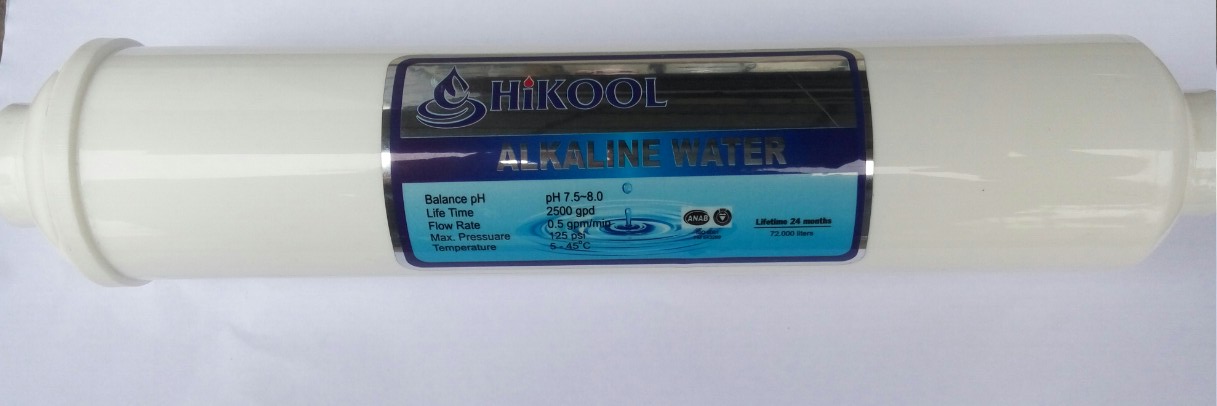 HiKOOL
ALKALINE WATER
Balance pH pH 7.5~8.0
Life Time 2500 gpd
Flow Rate 0.5 gpm/min
Max. Pressuare 125 psi
Temperature 5 - 45°C
ANAB
Lifetime 24 months
72.000 liters